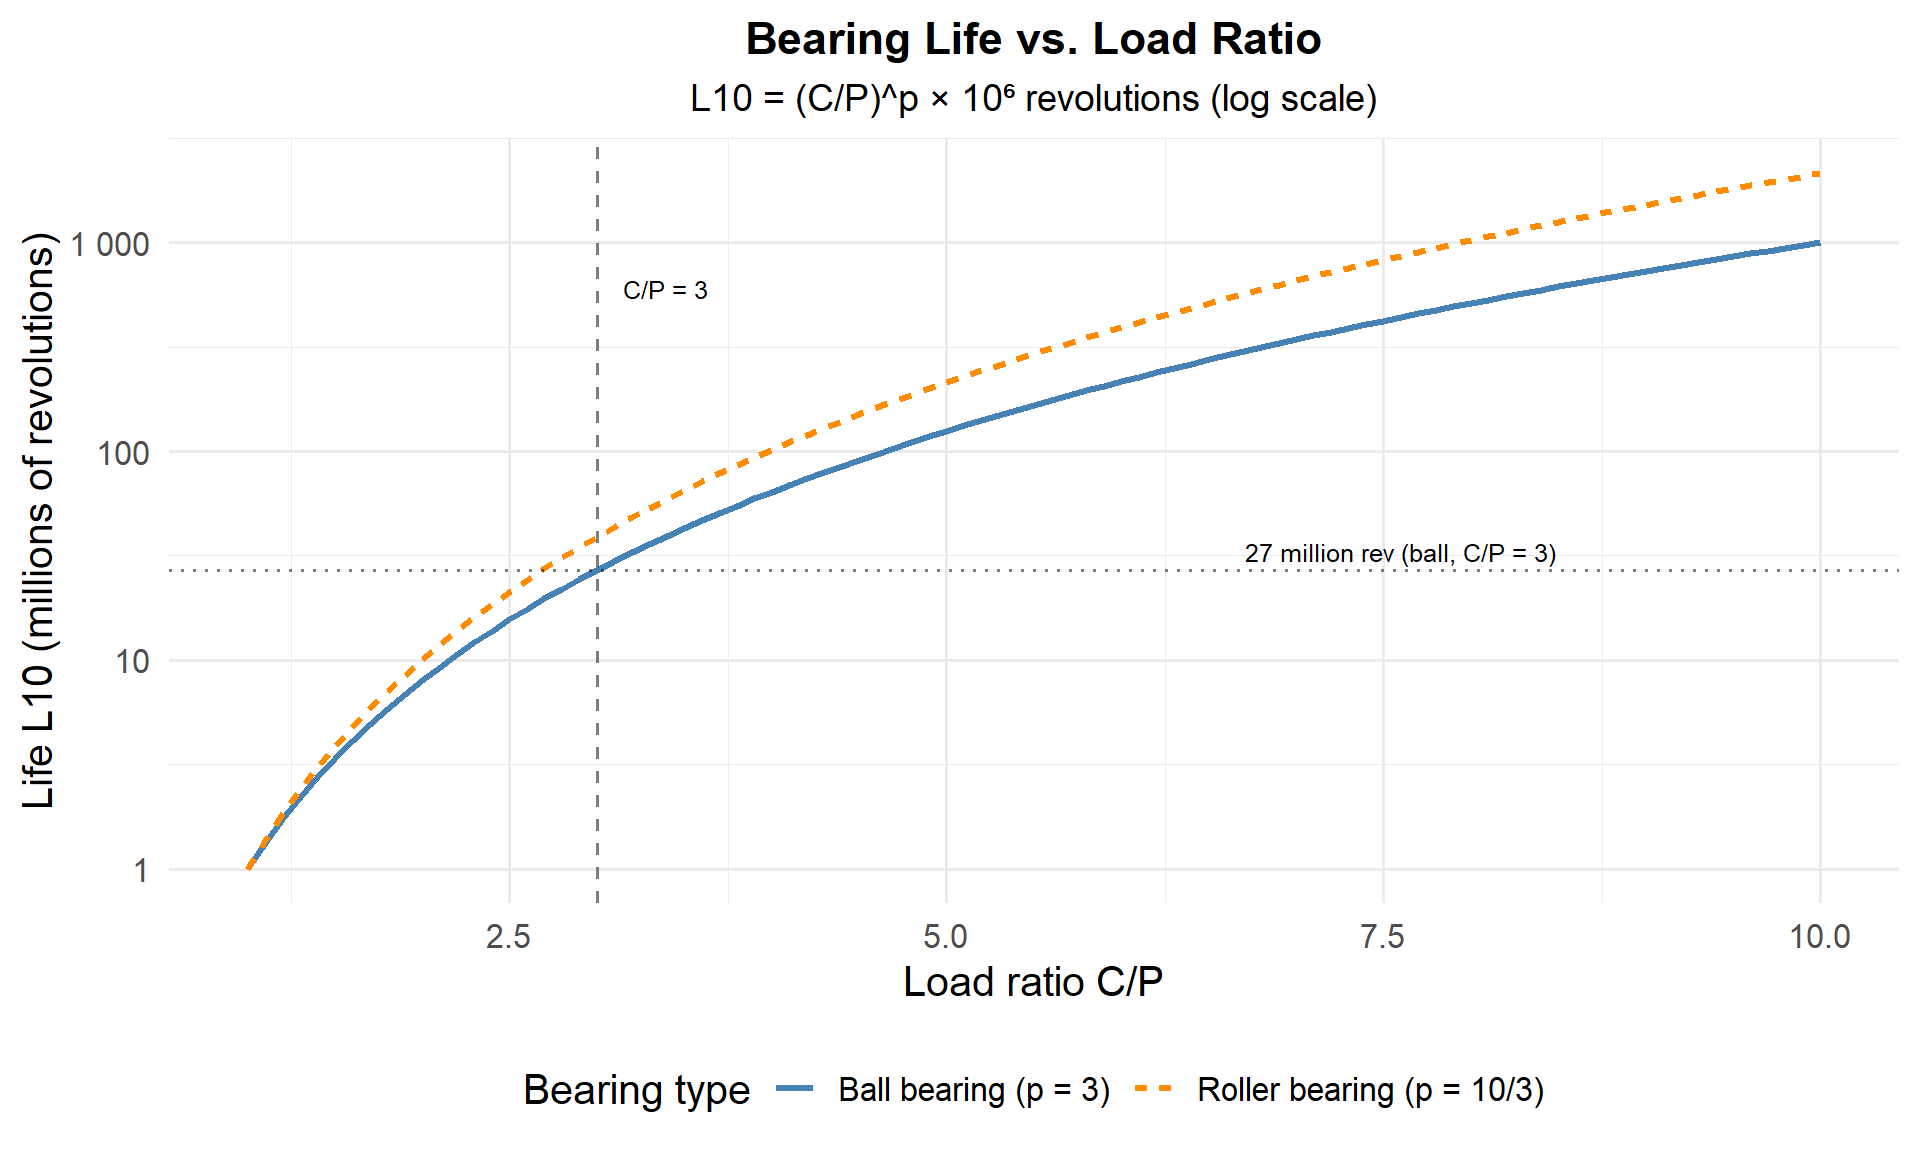 Bearing Life vs. Load Ratio
L10 = (C/P)^p × 10⁶ revolutions (log scale)
Life L10 (millions of revolutions)
1 000
100
10
1
C/P = 3
27 million rev (ball, C/P = 3)
2.5 5.0 7.5 10.0
Load ratio C/P
Bearing type Ball bearing (p = 3) Roller bearing (p = 10/3)